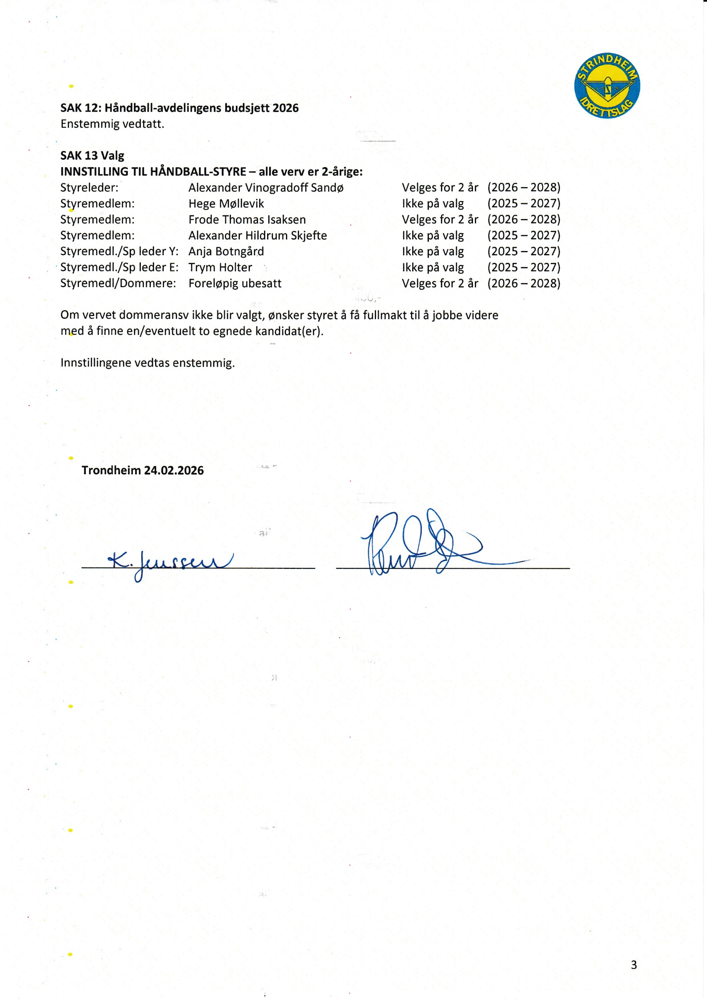 STRINDHEIM
IDRETTSLAG
SAK 12: Håndball-avdelingens budsjett 2026
Enstemmig vedtatt.
SAK 13 Valg
INNSTILLING TIL HÅNDBALL-STYRE – alle verv er 2-årige:
Styreleder: Alexander Vinogradoff Sandø Velges for 2 år (2026 – 2028)
Styremedlem: Hege Møllevik Ikke på valg (2025 – 2027)
Styremedlem: Frode Thomas Isaksen Velges for 2 år (2026 – 2028)
Styremedlem: Alexander Hildrum Skjefte Ikke på valg (2025 – 2027)
Styremedl./Sp leder Y: Anja Botngård Ikke på valg (2025 – 2027)
Styremedl./Sp leder E: Trym Holter Ikke på valg (2025 – 2027)
Styremedl/Dommere: Foreløpig ubesatt Velges for 2 år (2026 – 2028)
Om vervet dommeransv ikke blir valgt, ønsker styret å få fullmakt til å jobbe videre
med å finne en/eventuelt to egnede kandidat(er).
Innstillingene vedtas enstemmig.
Trondheim 24.02.2026
K. Jenssen
3